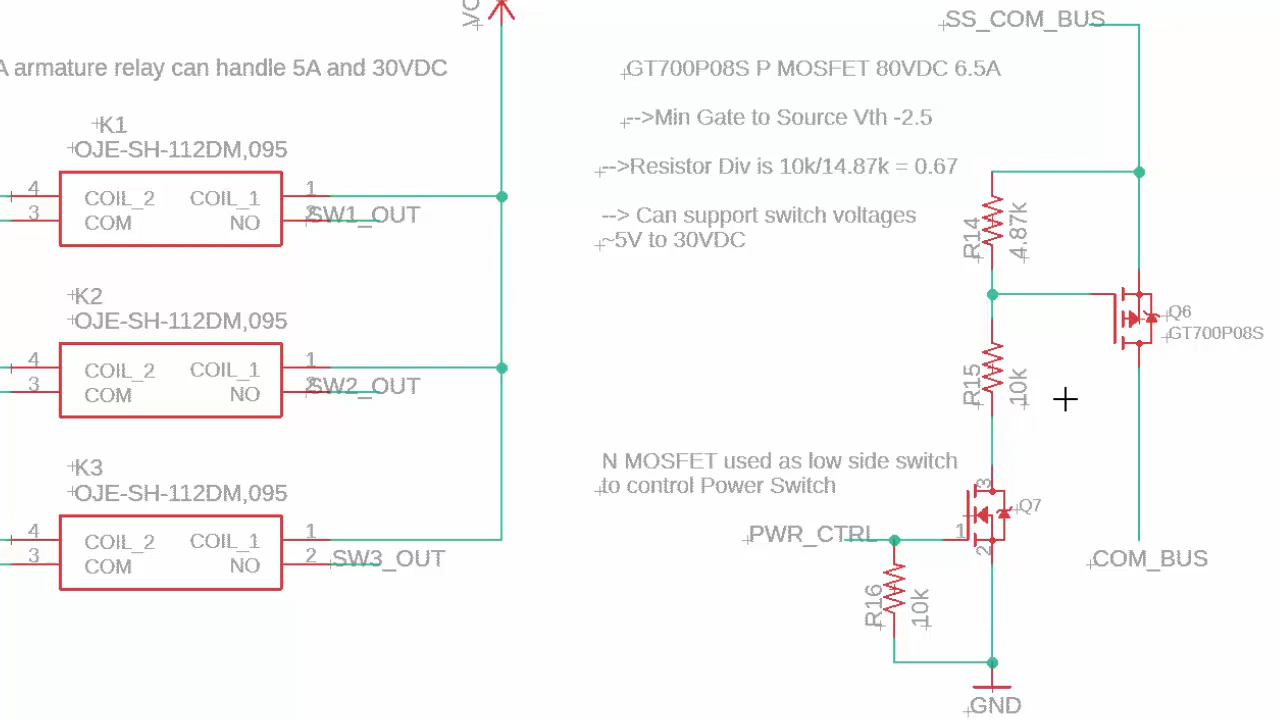 A armature relay can handle 5A and 30VDC
K1
OJE-SH-112DM,095
4 COIL_2 COIL_1 1
3 COM NO SW1_OUT
K2
OJE-SH-112DM,095
4 COIL_2 COIL_1 1
3 COM NO SW2_OUT
K3
OJE-SH-112DM,095
4 COIL_2 COIL_1 1
3 COM NO 2 SW3_OUT
SS_COM_BUS
GT700P08S P MOSFET 80VDC 6.5A
-->Min Gate to Source Vth -2.5
-->Resistor Div is 10k/14.87k = 0.67
--> Can support switch voltages
~5V to 30VDC
R14
4.87k
Q6
GT700P08S
R15
10k
N MOSFET used as low side switch
to control Power Switch
3
Q7
PWR_CTRL
1
2
COM_BUS
R16
10k
GND